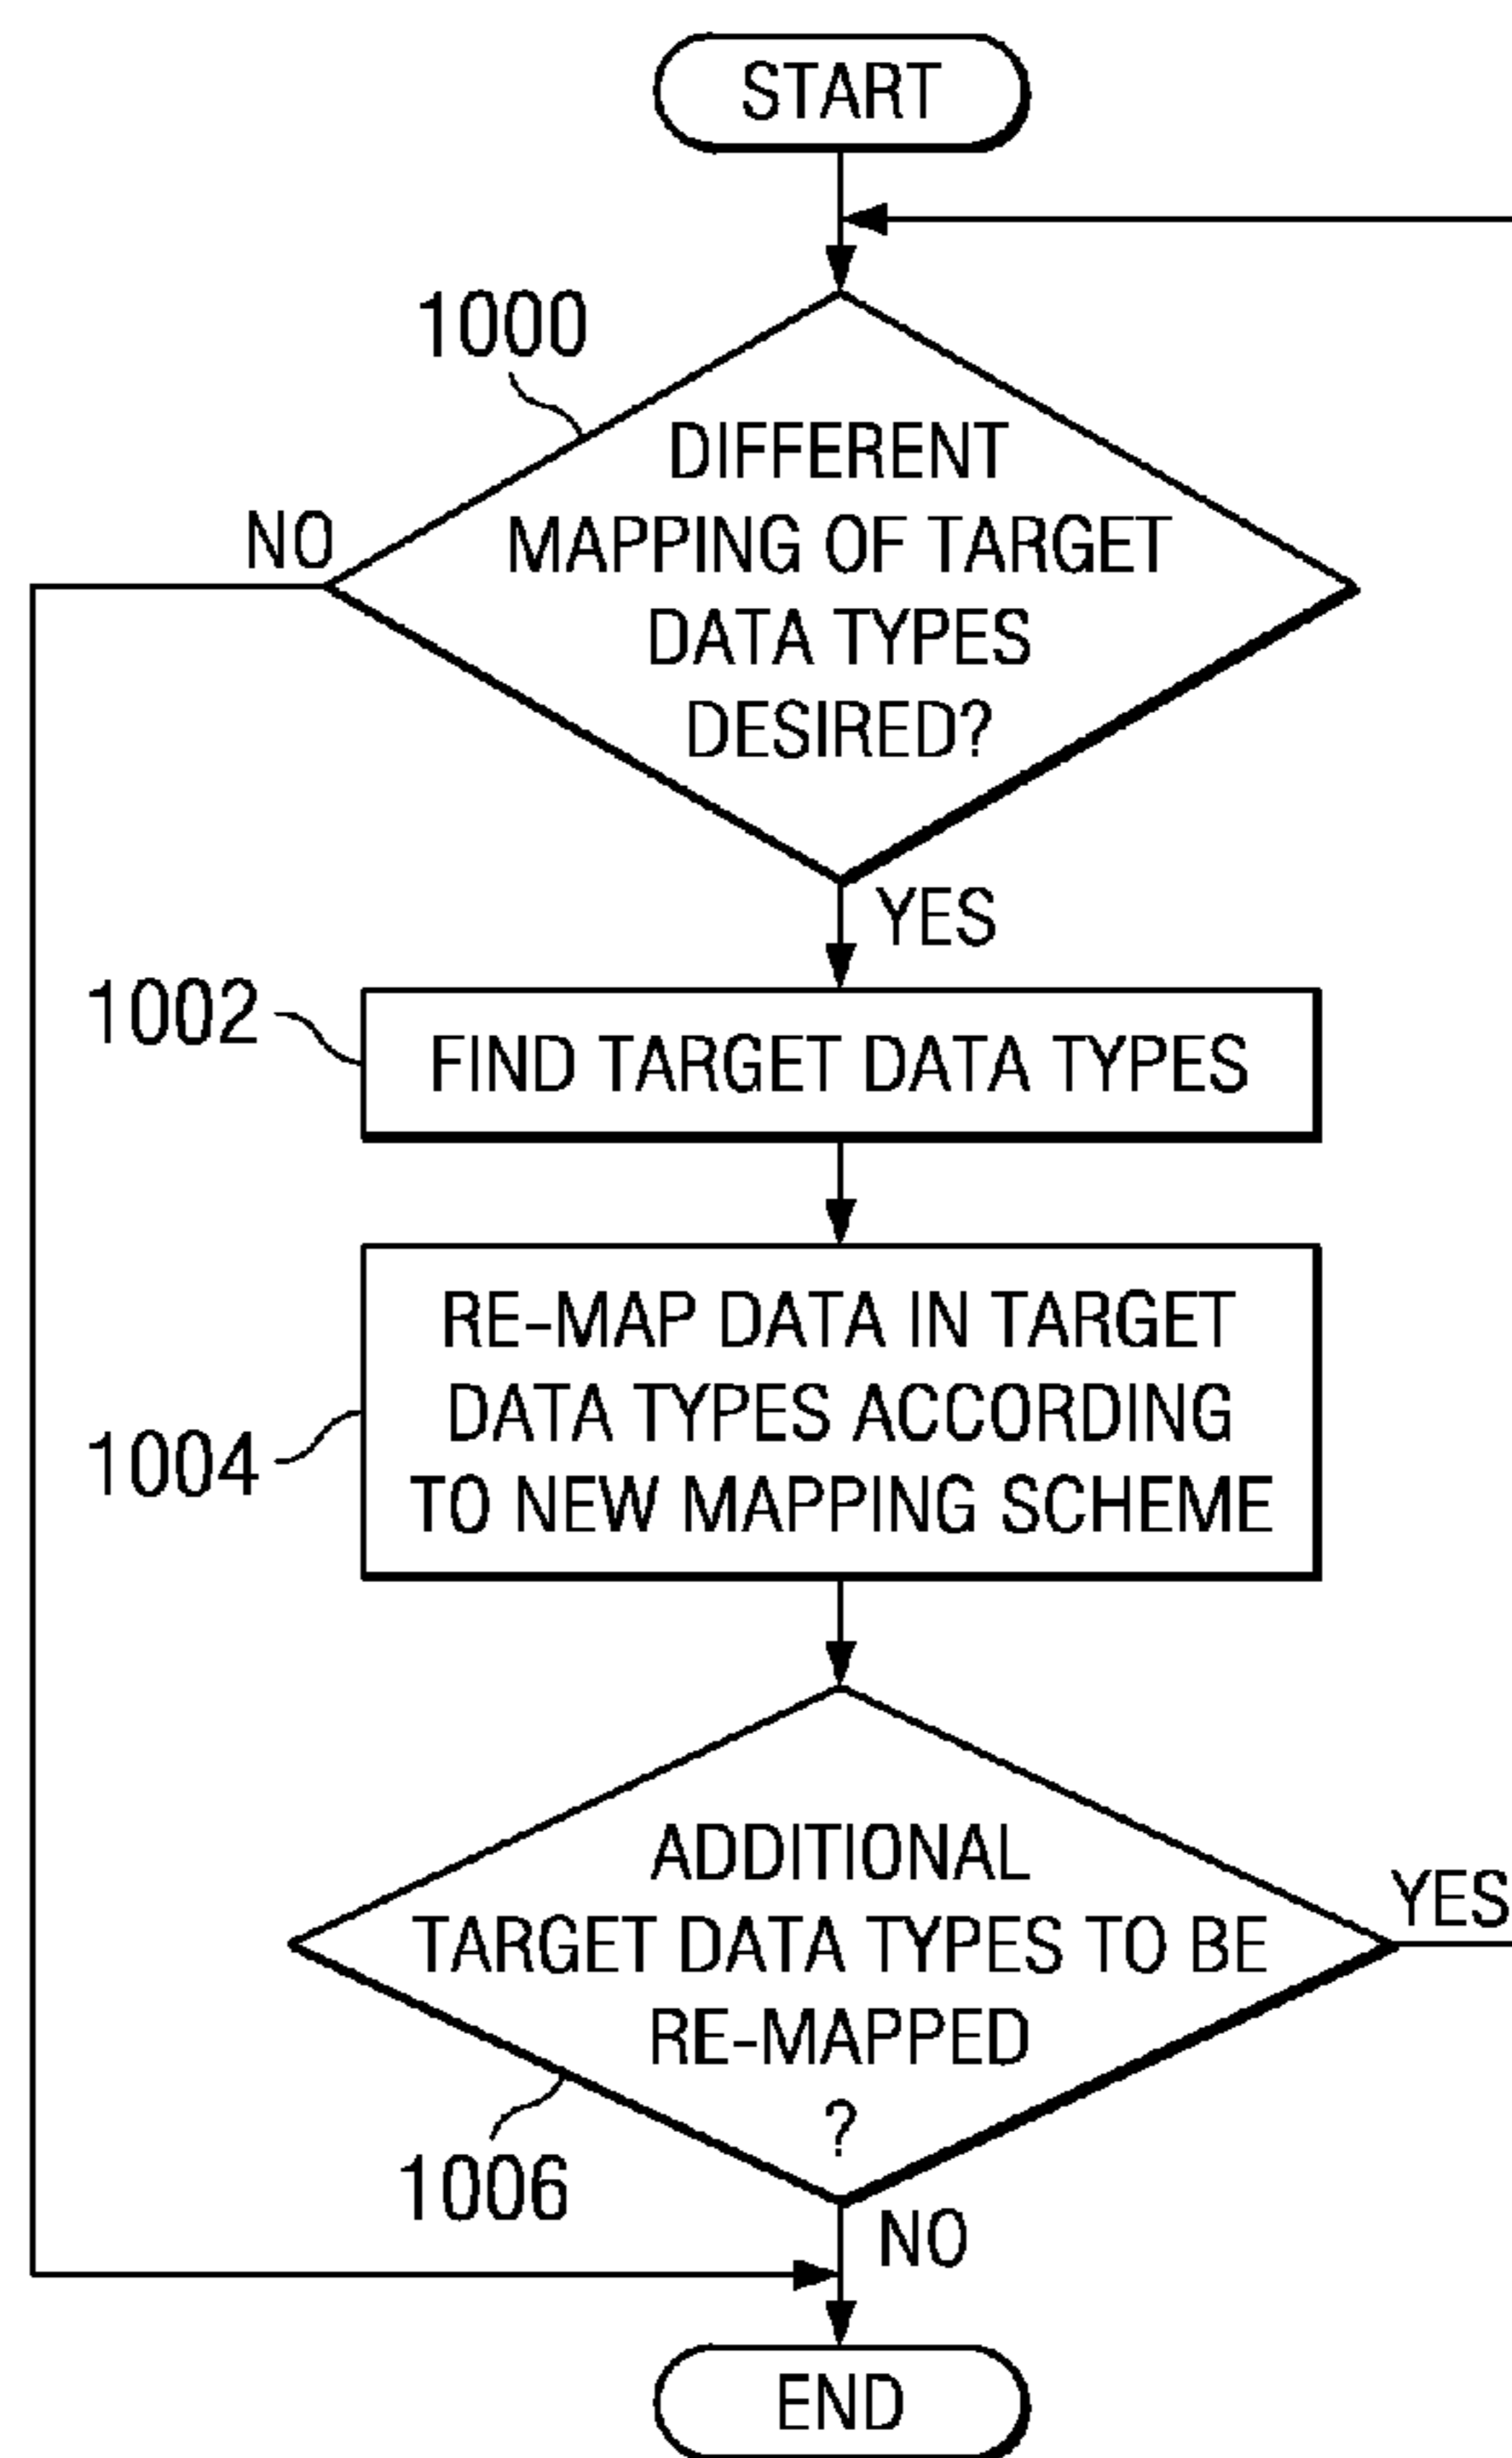 START
1000
DIFFERENT
MAPPING OF TARGET
DATA TYPES
DESIRED?
NO
YES
1002
FIND TARGET DATA TYPES
1004
RE-MAP DATA IN TARGET
DATA TYPES ACCORDING
TO NEW MAPPING SCHEME
ADDITIONAL
TARGET DATA TYPES TO BE
RE-MAPPED
?
YES
1006
NO
END